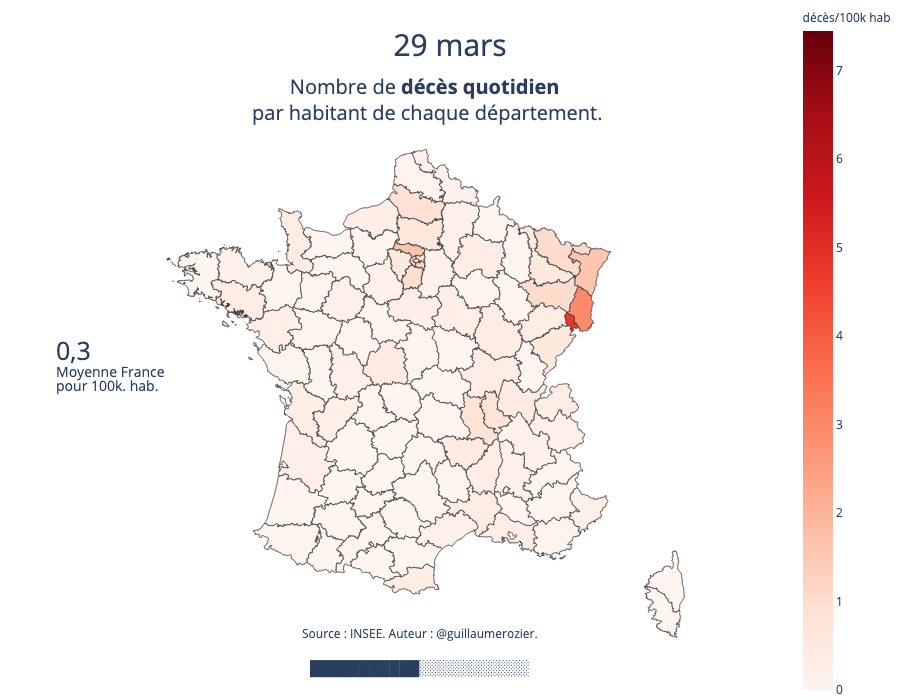 décès/100k hab
29 mars
Nombre de décès quotidien
par habitant de chaque département.
7
6
5
4
3
2
1
0
0,3
Moyenne France
pour 100k. hab.
Source : INSEE. Auteur : @guillaumerozier.